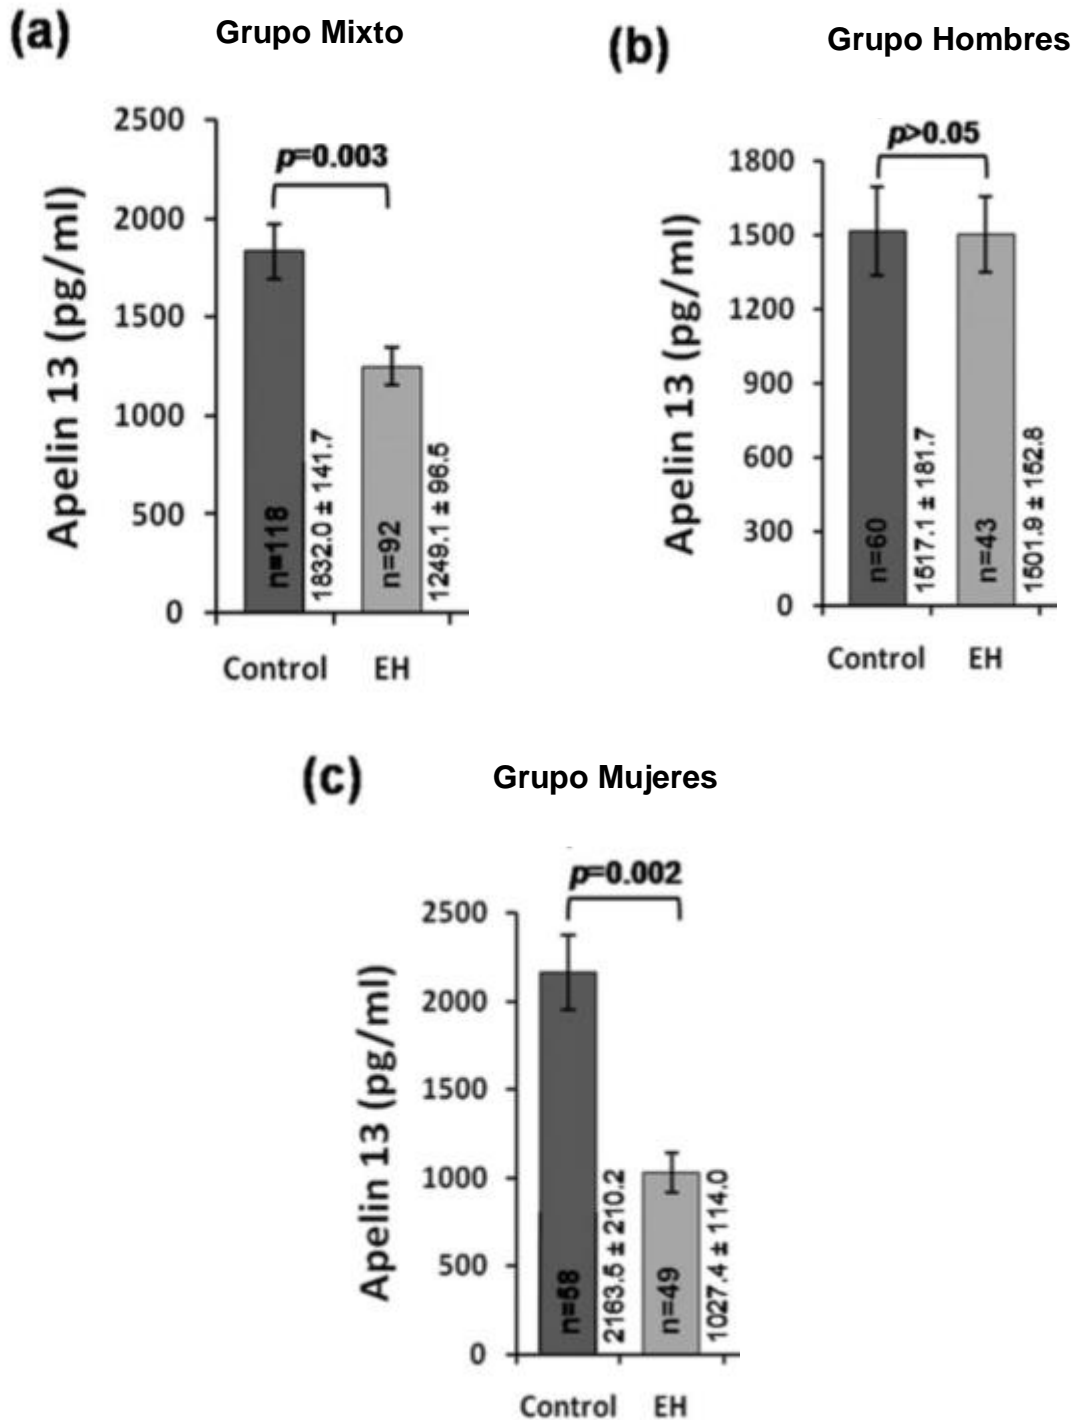 (a)
Grupo Mixto
p=0.003
2500
2000
1500
1000
500
0
Apelin 13 (pg/ml)
n=118
1832.0 ± 141.7
n=92
1249.1 ± 96.5
Control
EH
(b)
Grupo Hombres
p>0.05
1800
1500
1200
900
600
300
0
Apelin 13 (pg/ml)
n=60
1517.1 ± 181.7
n=43
1501.9 ± 152.8
Control
EH
(c)
Grupo Mujeres
p=0.002
2500
2000
1500
1000
500
0
Apelin 13 (pg/ml)
n=58
2163.5 ± 210.2
n=49
1027.4 ± 114.0
Control
EH